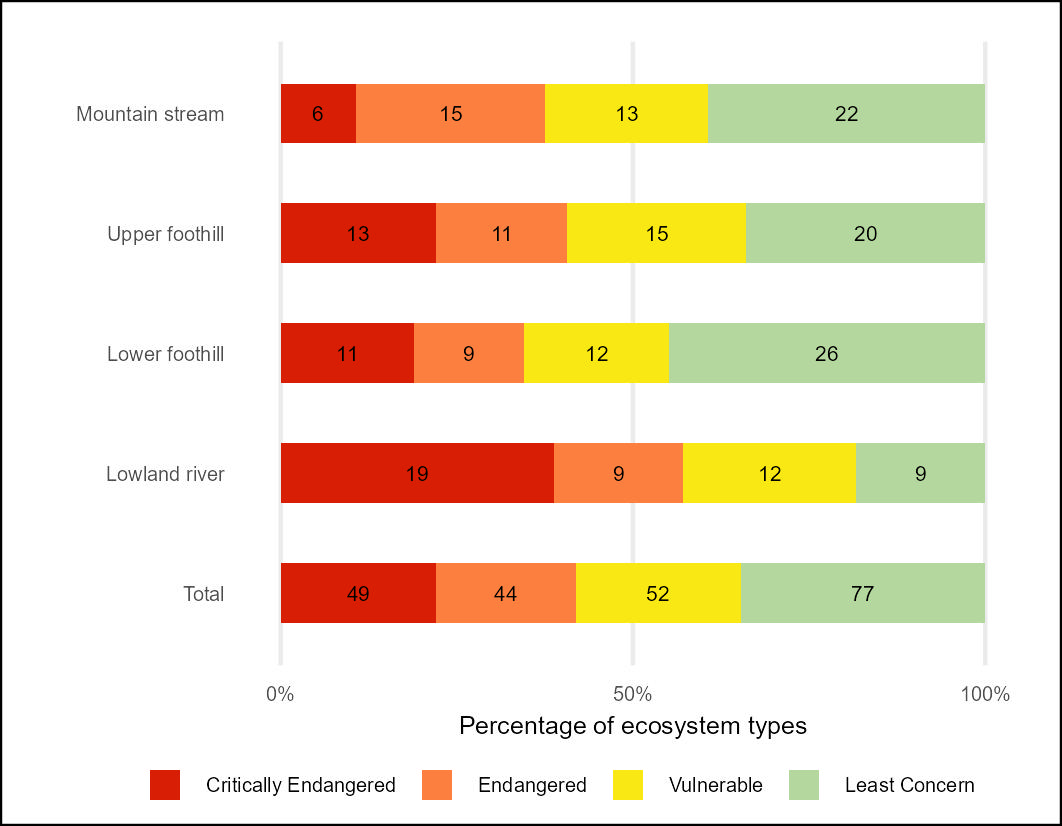 Mountain stream 6 15 13 22
Upper foothill 13 11 15 20
Lower foothill 11 9 12 26
Lowland river 19 9 12 9
Total 49 44 52 77
0% 50% 100%
Percentage of ecosystem types
Critically Endangered Endangered Vulnerable Least Concern